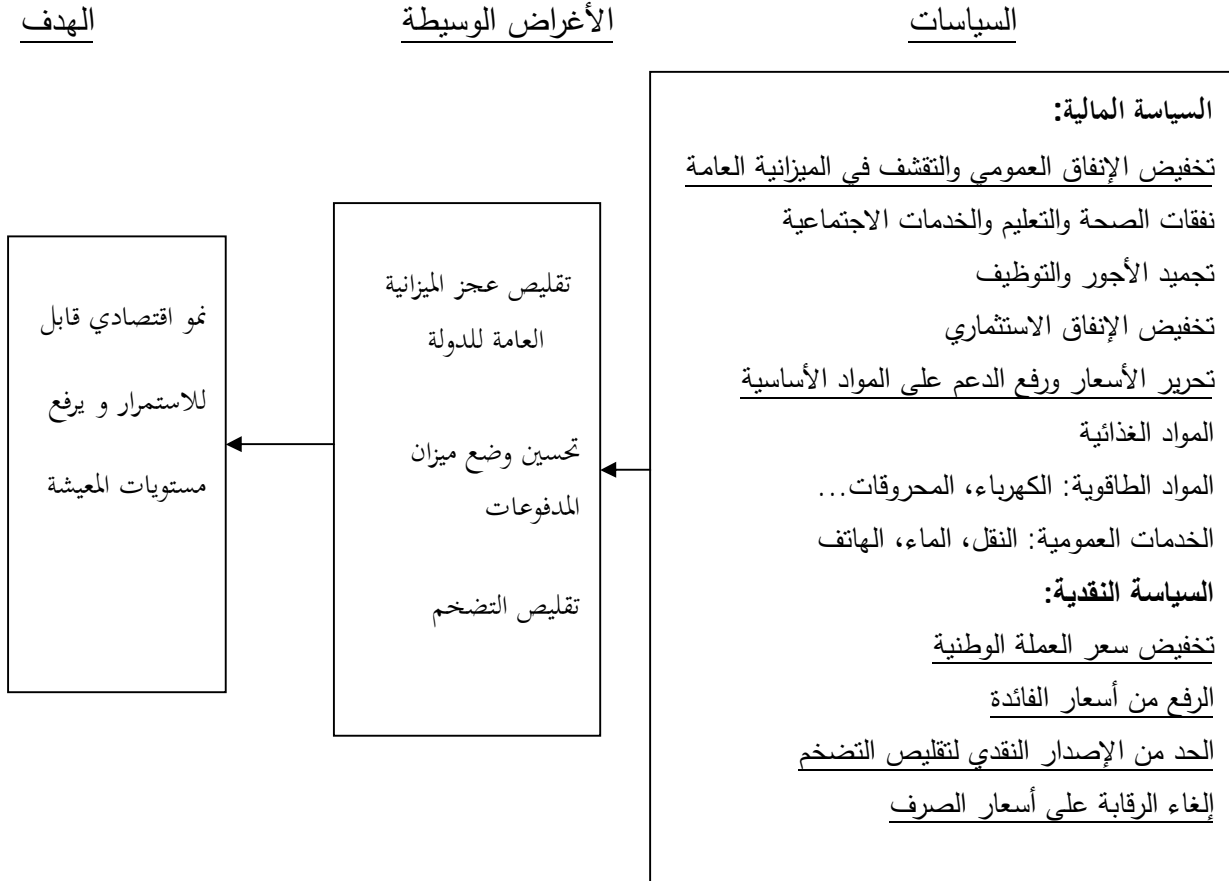 السياسات
الأغراض الوسيطة
الهدف
السياسة المالية:
تخفيض الإنفاق العمومي والتقشف في الميزانية العامة
نفقات الصحة والتعليم والخدمات الاجتماعية
تجميد الأجور والتوظيف
تخفيض الإنفاق الاستثماري
تحرير الأسعار ورفع الدعم على المواد الأساسية
المواد الغذائية
المواد الطاقوية: الكهرباء، المحروقات...
الخدمات العمومية: النقل، الماء، الهاتف
السياسة النقدية:
تخفيض سعر العملة الوطنية
الرفع من أسعار الفائدة
الحد من الإصدار النقدي لتقليص التضخم
إلغاء الرقابة على أسعار الصرف
تقليص عجز الميزانية
العامة للدولة
تحسين وضع ميزان
المدفوعات
تقليص التضخم
نمو اقتصادي قابل
للاستمرار و يرفع
مستويات المعيشة